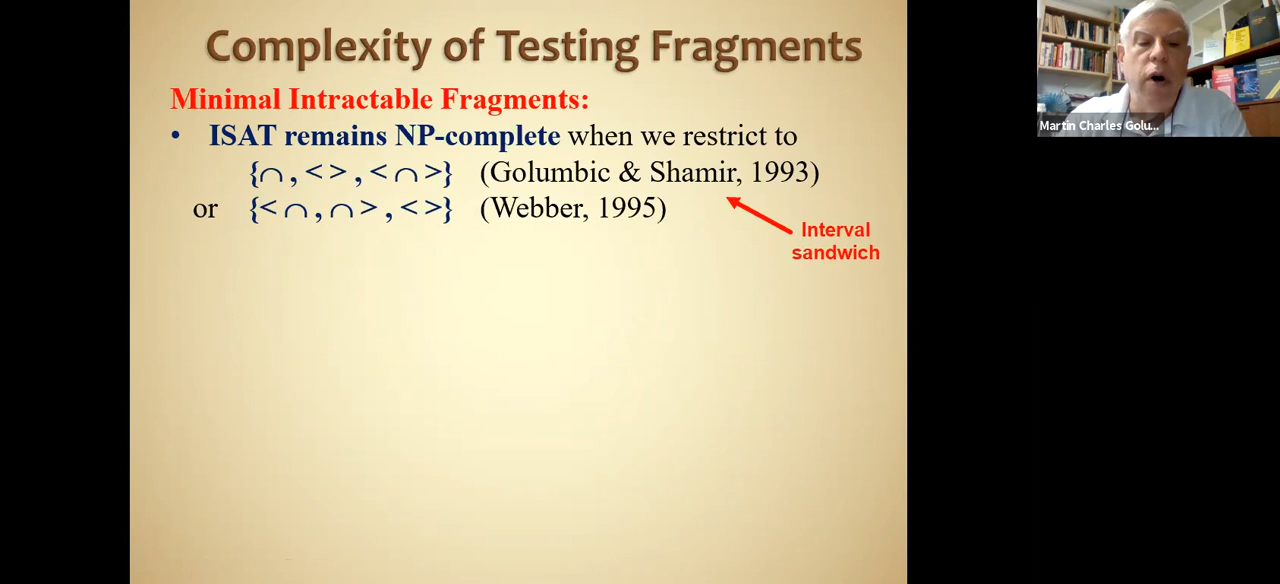 Complexity of Testing Fragments
Minimal Intractable Fragments:
• ISAT remains NP-complete when we restrict to
{∩, <>, <∩>} (Golumbic & Shamir, 1993)
or {<∩, ∩>, <>} (Webber, 1995)
Interval
sandwich
Martin Charles Golu...